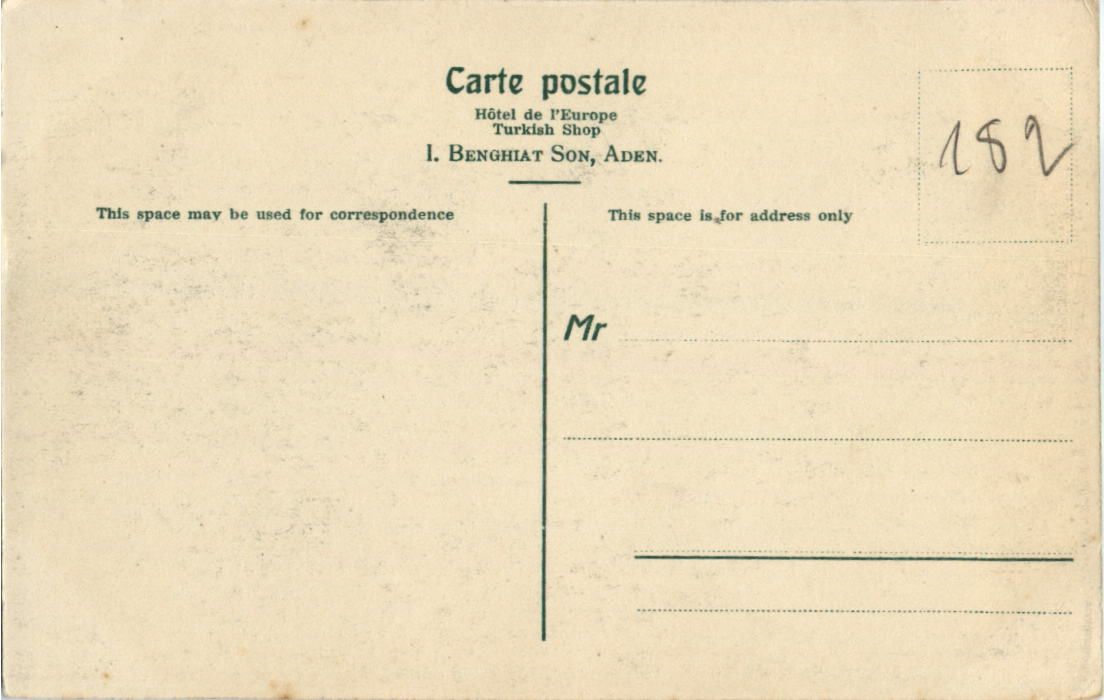 Carte postale
Hôtel de l'Europe
Turkish Shop
I. BENGHIAT SON, ADEN.
This space may be used for correspondence
This space is for address only
182
Mr